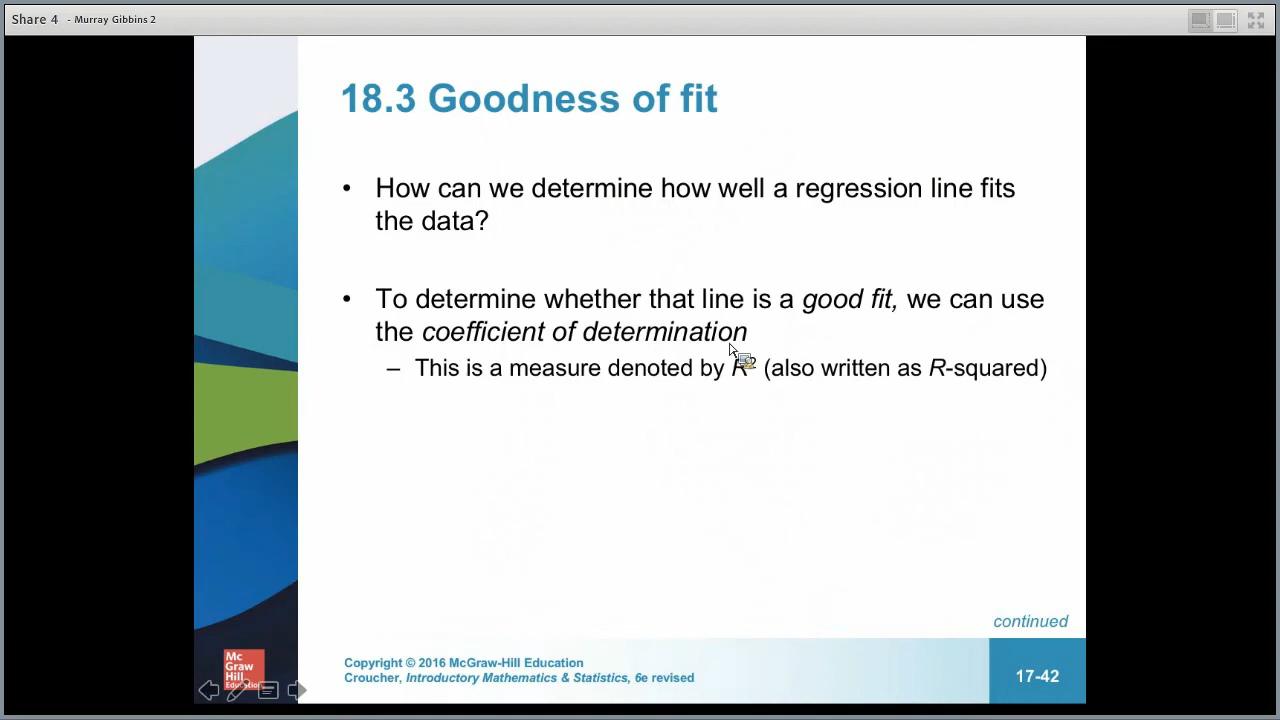 Share 4 - Murray Gibbins 2
18.3 Goodness of fit
• How can we determine how well a regression line fits
the data?
• To determine whether that line is a good fit, we can use
the coefficient of determination
– This is a measure denoted by R² (also written as R-squared)
continued
Mc
Graw
Hill
Education
Copyright © 2016 McGraw-Hill Education
Croucher, Introductory Mathematics & Statistics, 6e revised
17-42